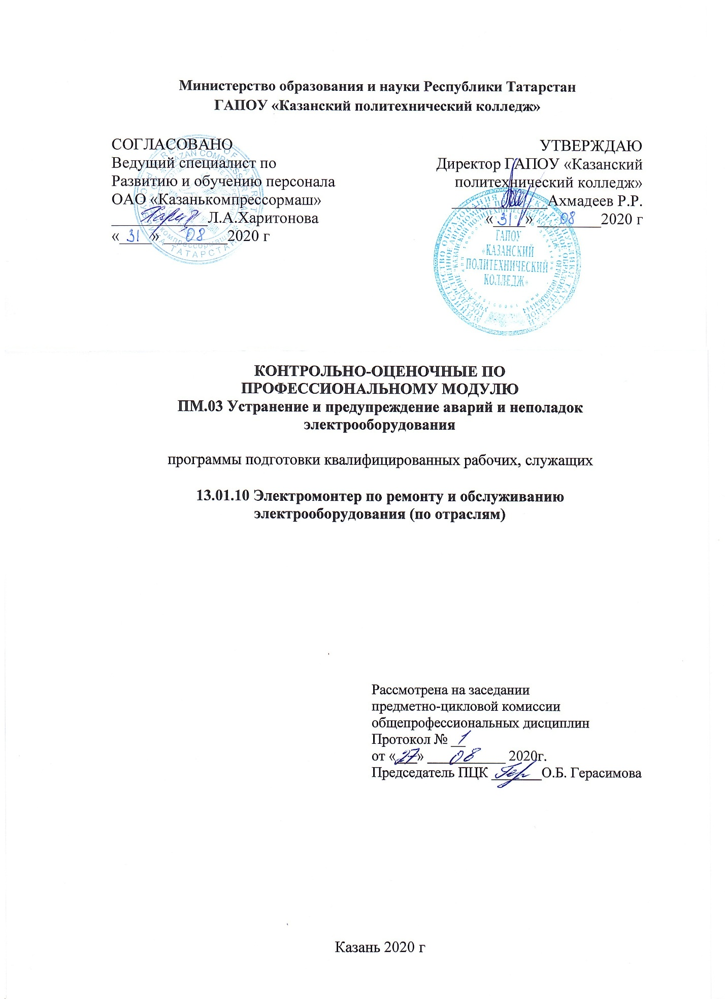 Министерство образования и науки Республики Татарстан
ГАПОУ «Казанский политехнический колледж»
СОГЛАСОВАНО
Ведущий специалист по
Развитию и обучению персонала
ОАО «Казанькомпрессормаш»
____________Л.А.Харитонова
«31» 08 2020 г
УТВЕРЖДАЮ
Директор ГАПОУ «Казанский
политехнический колледж»
____________Ахмадеев Р.Р.
«31» 08 2020 г
ГАПОУ
«КАЗАНСКИЙ
ПОЛИТЕХНИЧЕСКИЙ
КОЛЛЕДЖ»
КОНТРОЛЬНО-ОЦЕНОЧНЫЕ ПО
ПРОФЕССИОНАЛЬНОМУ МОДУЛЮ
ПМ.03 Устранение и предупреждение аварий и неполадок
электрооборудования
программы подготовки квалифицированных рабочих, служащих
13.01.10 Электромонтер по ремонту и обслуживанию
электрооборудования (по отраслям)
Рассмотрена на заседании
предметно-цикловой комиссии
общепрофессиональных дисциплин
Протокол № 1
от «27» 08 2020г.
Председатель ПЦК _______О.Б. Герасимова
Казань 2020 г